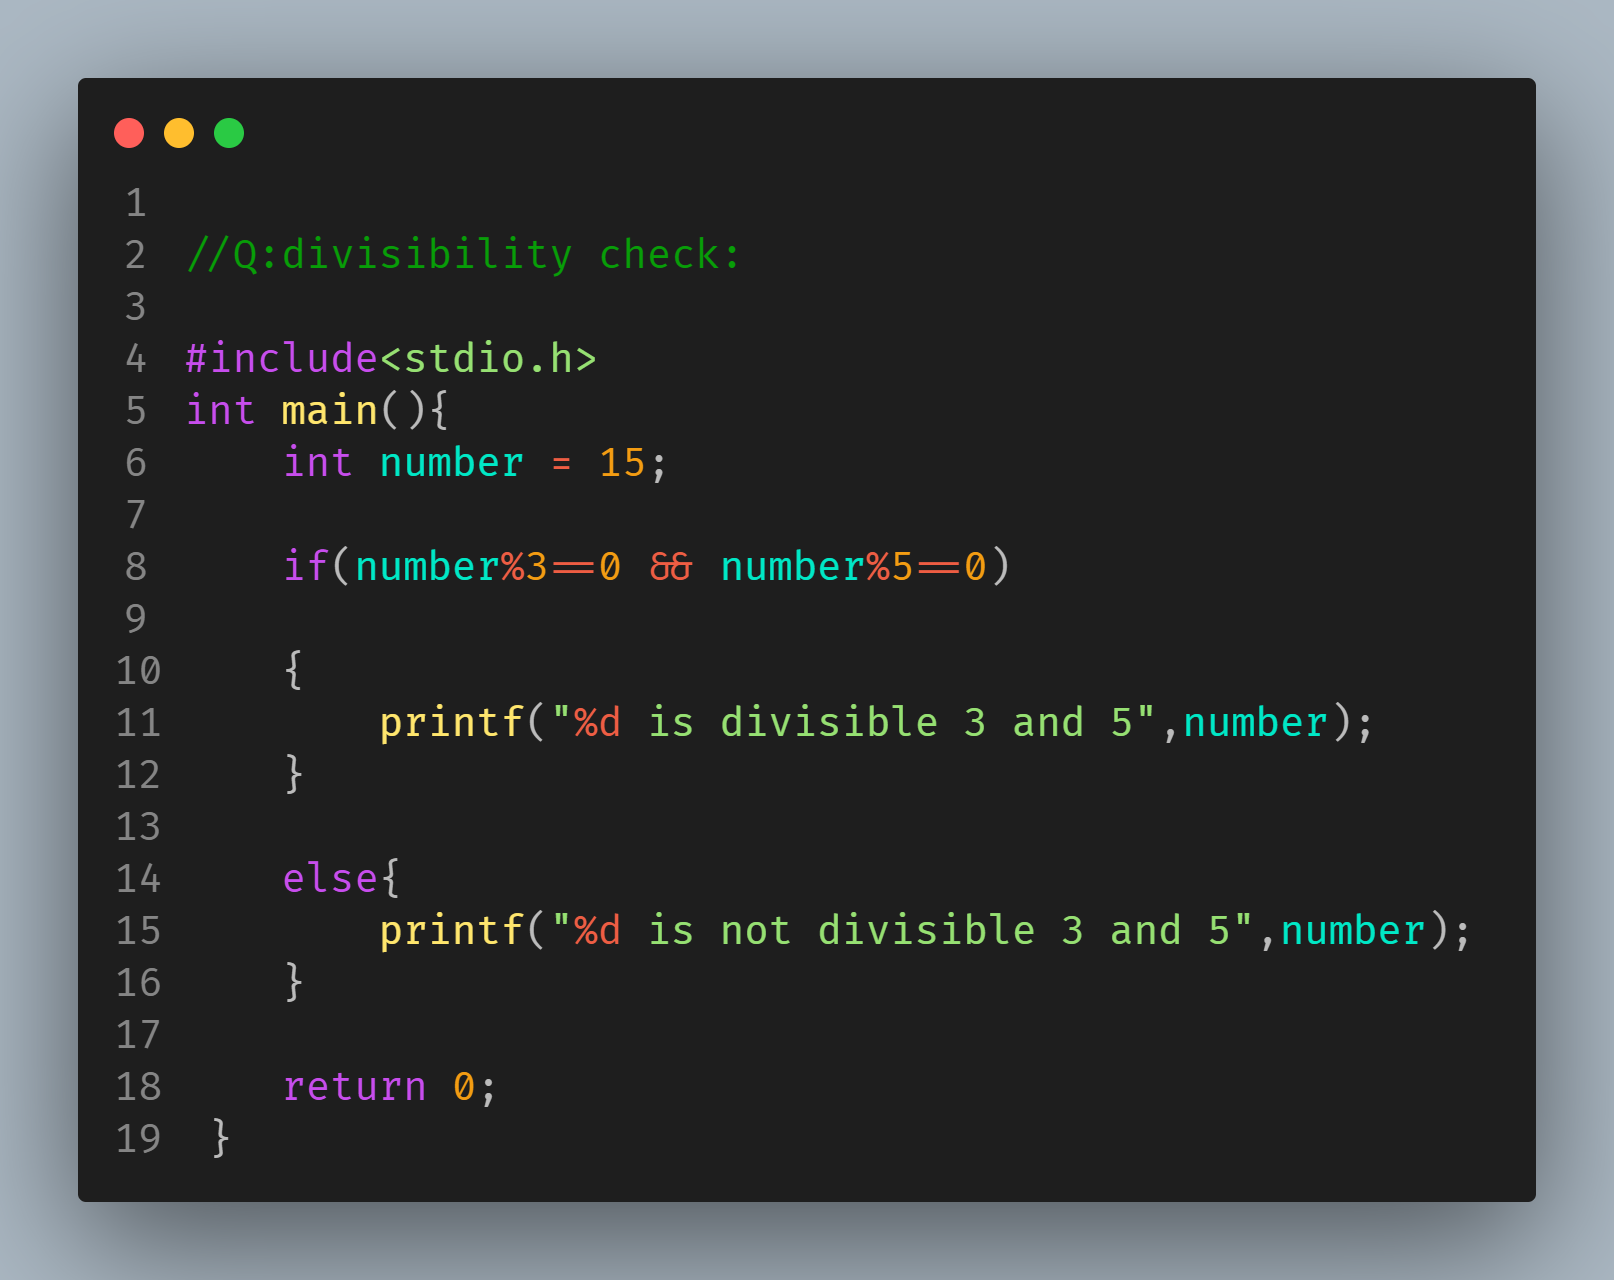 1
2 //Q:divisibility check:
3
4 #include<stdio.h>
5 int main(){
6     int number = 15;
7
8     if(number%3==0 && number%5==0)
9
10     {
11         printf("%d is divisible 3 and 5",number);
12     }
13
14     else{
15         printf("%d is not divisible 3 and 5",number);
16     }
17
18     return 0;
19  }